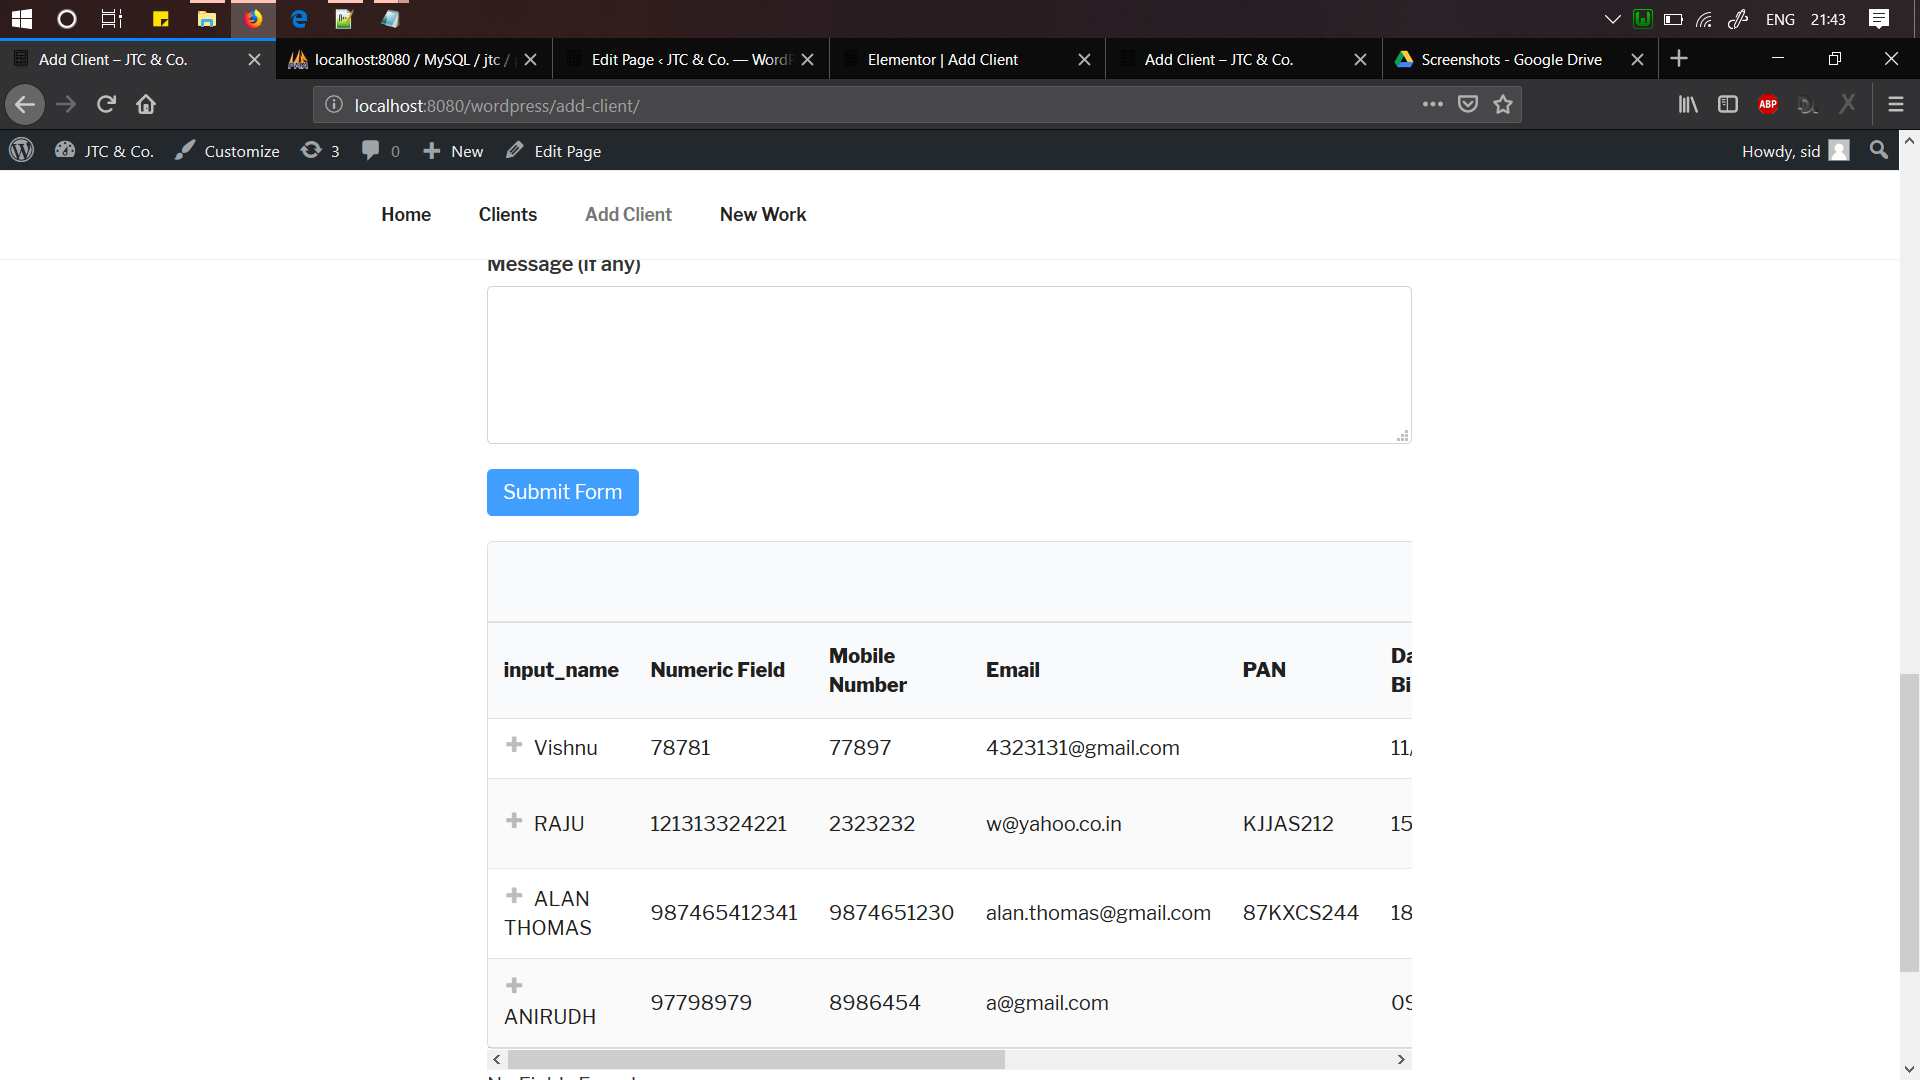 ENG 21:43
Add Client – JTC & Co.
localhost:8080 / MySQL / jtc /
Edit Page ‹ JTC & Co. — WordP
Elementor | Add Client
Add Client – JTC & Co.
Screenshots - Google Drive
localhost:8080/wordpress/add-client/
ABP
JTC & Co. Customize 3 0 New Edit Page Howdy, sid
Home Clients Add Client New Work
Message (if any)
Submit Form
input_name Numeric Field Mobile Number Email PAN Da Bi
Vishnu 78781 77897 4323131@gmail.com 11/
RAJU 121313324221 2323232 w@yahoo.co.in KJJAS212 15
ALAN THOMAS 987465412341 9874651230 alan.thomas@gmail.com 87KXCS244 18
ANIRUDH 97798979 8986454 a@gmail.com 09